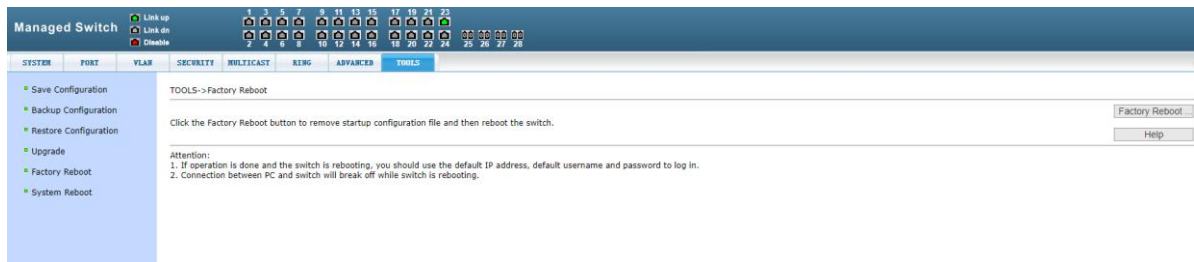 Managed Switch
Link up
Link dn
Disable
1 3 5 7 9 11 13 15 17 19 21 23
2 4 6 8 10 12 14 16 18 20 22 24 25 26 27 28
SYSTEM PORT VLAN SECURITY MULTICAST RING ADVANCED TOOLS
Save Configuration
Backup Configuration
Restore Configuration
Upgrade
Factory Reboot
System Reboot
TOOLS->Factory Reboot
Factory Reboot ...
Click the Factory Reboot button to remove startup configuration file and then reboot the switch.
Help
Attention:
1. If operation is done and the switch is rebooting, you should use the default IP address, default username and password to log in.
2. Connection between PC and switch will break off while switch is rebooting.